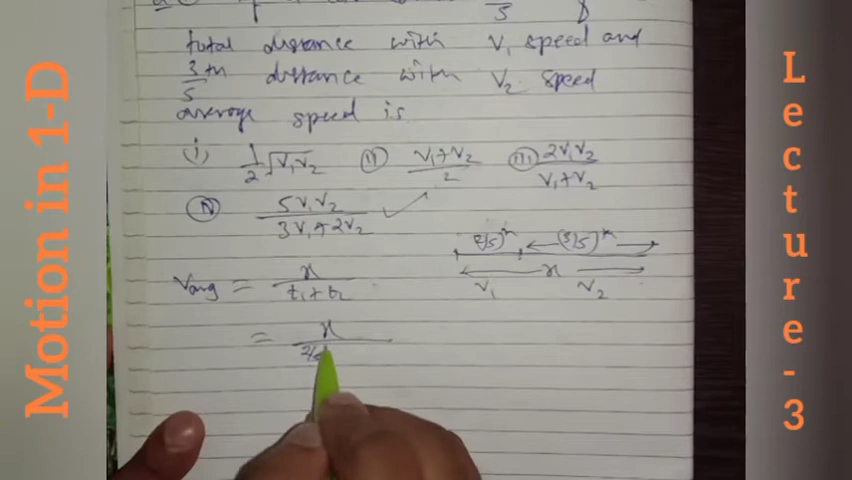 Motion in 1-D
total distance with V₁ speed and
3/5 th distance with V₂ speed
average speed is
(i) 1/2 √V₁V₂ (ii) V₁+V₂/2 (iii) 2V₁V₂/V₁+V₂
(iv) 5V₁V₂/3V₁+2V₂ ✓
(2/5)x (3/5)x
x
V₁ V₂
Vavg = x/t₁+t₂
= x
Lecture-3